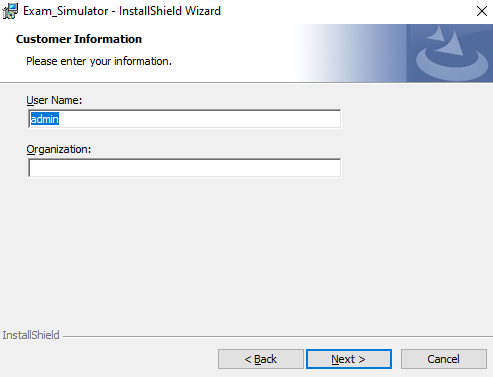 Exam_Simulator - InstallShield Wizard
Customer Information
Please enter your information.
User Name:
admin
Organization:
InstallShield
< Back
Next >
Cancel